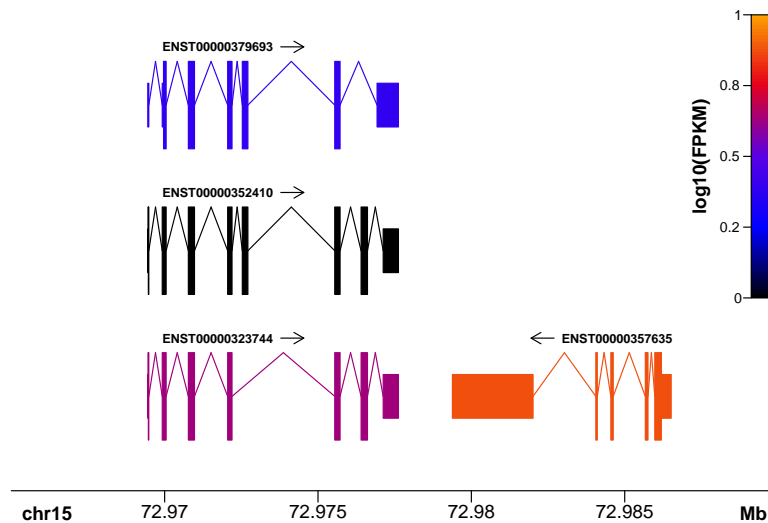 ENST00000379693
ENST00000352410
ENST00000323744
ENST00000357635
1
0.8
0.5
0.2
0
log10(FPKM)
chr15
72.97
72.975
72.98
72.985
Mb